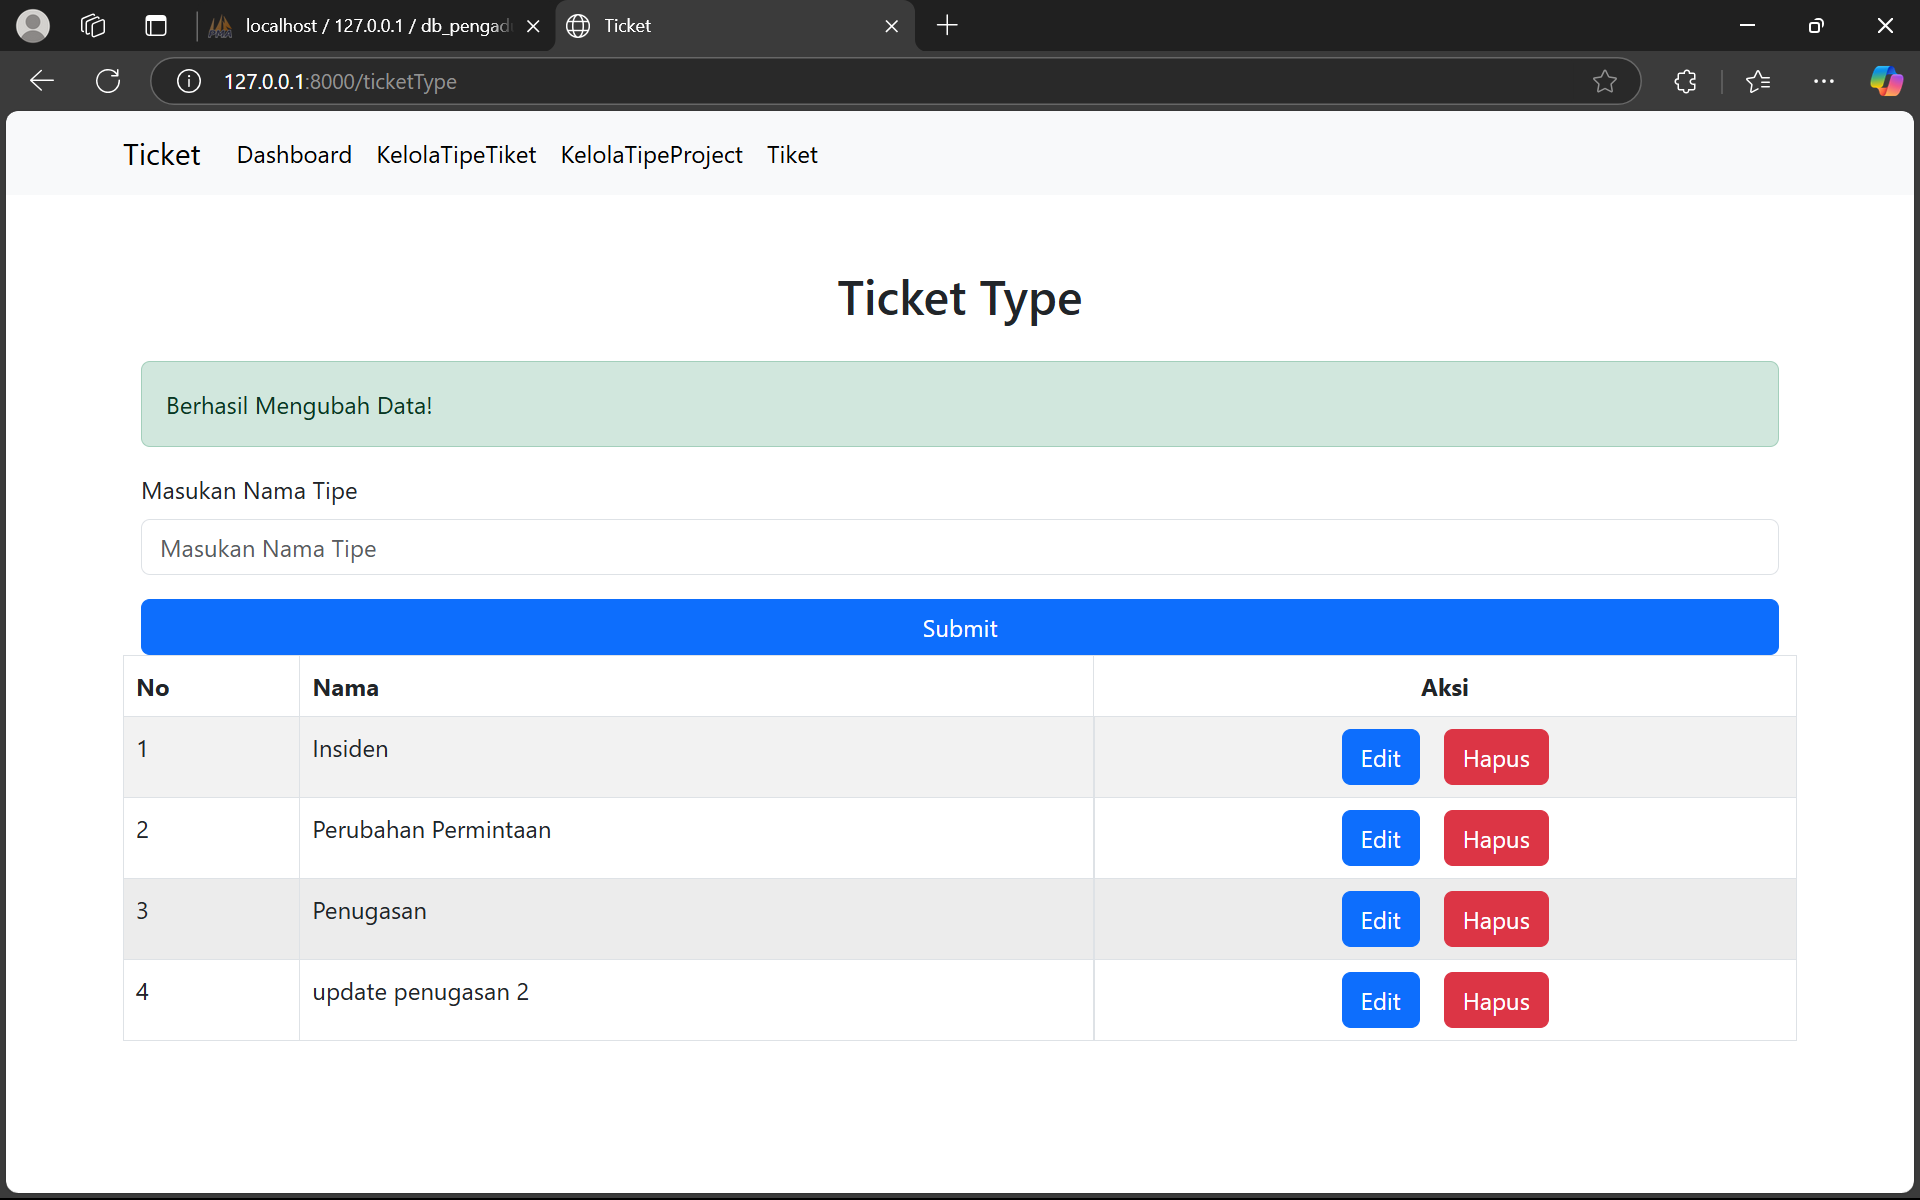 localhost / 127.0.0.1 / db_pengad
Ticket
127.0.0.1:8000/ticketType
Ticket Dashboard KelolaTipeTiket KelolaTipeProject Tiket
Ticket Type
Berhasil Mengubah Data!
Masukan Nama Tipe
Masukan Nama Tipe
Submit
No Nama Aksi
1 Insiden Edit Hapus
2 Perubahan Permintaan Edit Hapus
3 Penugasan Edit Hapus
4 update penugasan 2 Edit Hapus